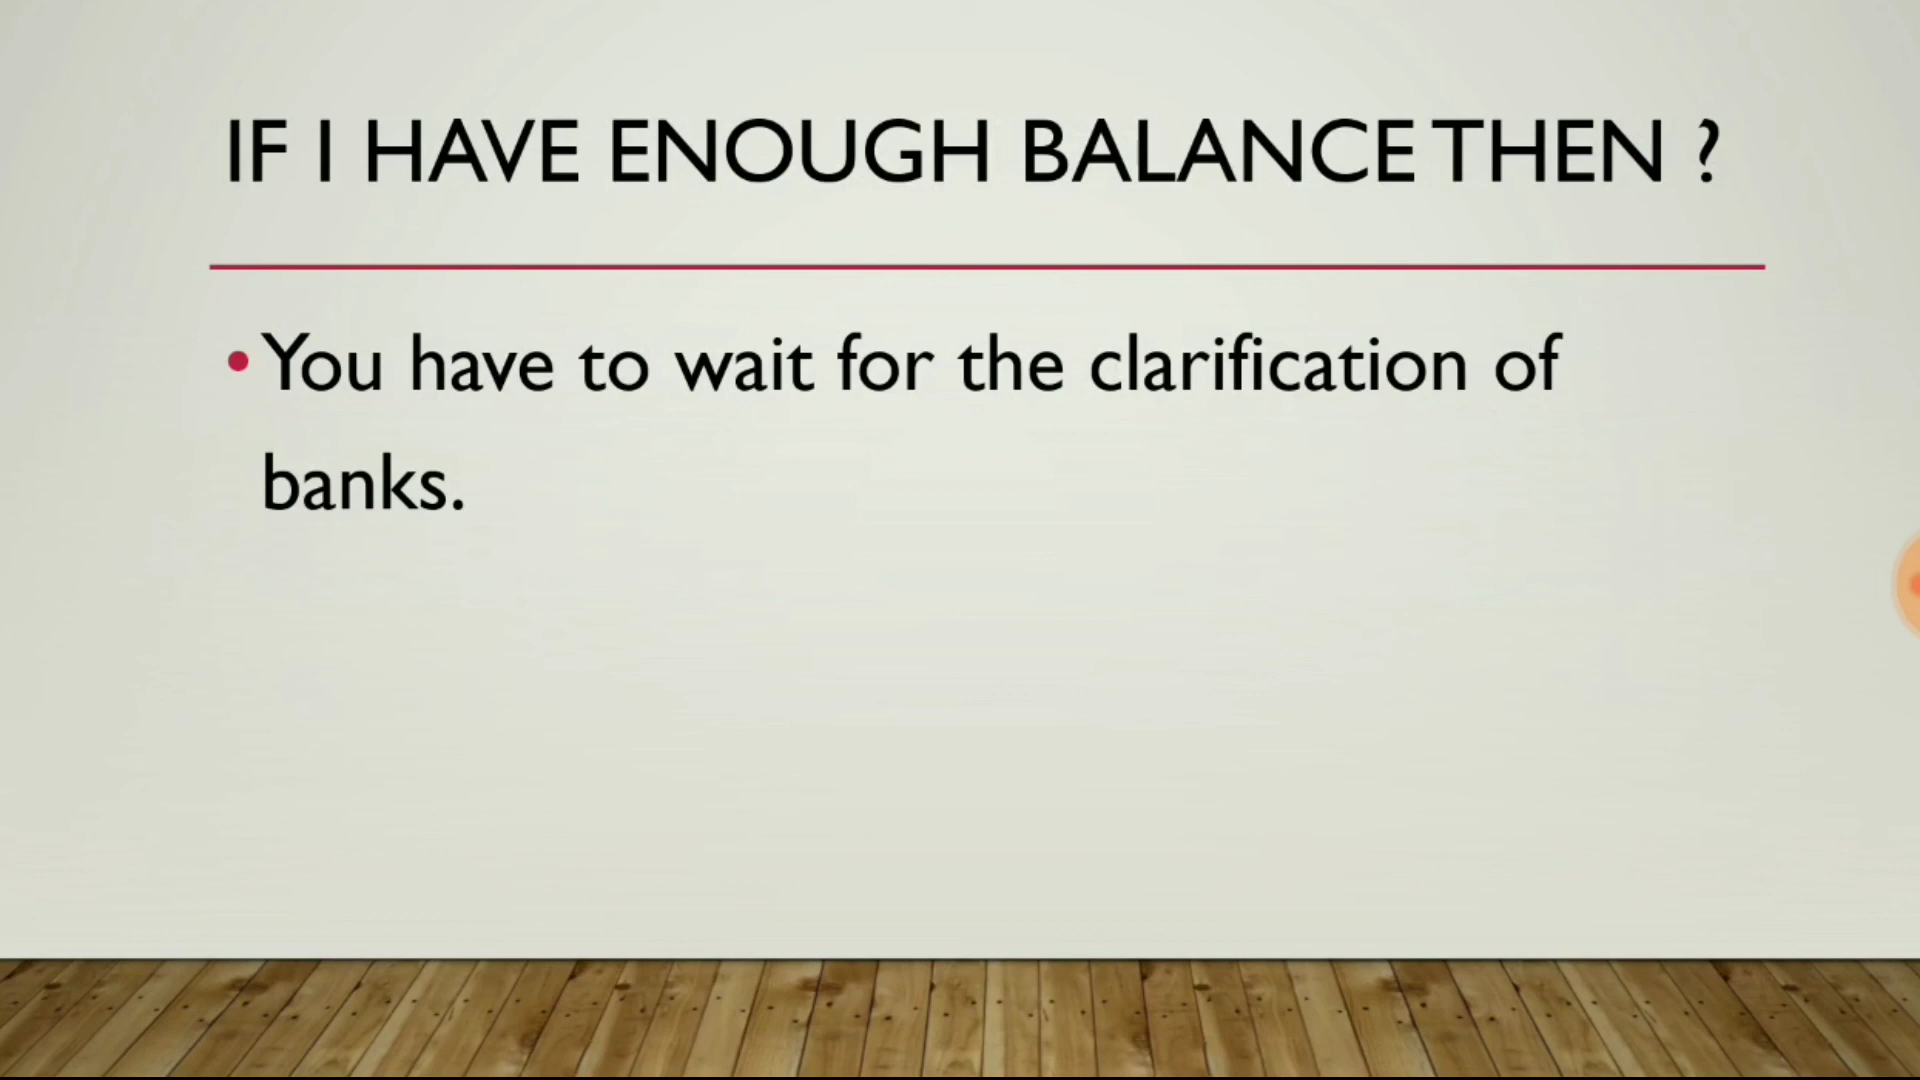 IF I HAVE ENOUGH BALANCE THEN ?
• You have to wait for the clarification of
banks.